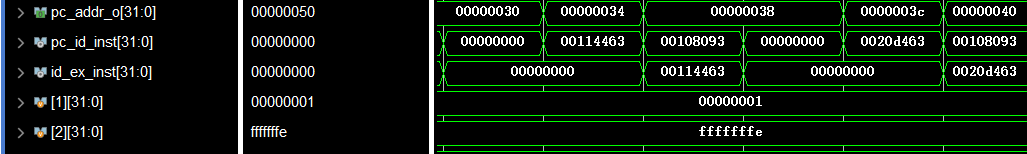 pc_addr_o[31:0] 00000050 00000030 00000034 00000038 0000003c 00000040
pc_id_inst[31:0] 00000000 00000000 00114463 00108093 00000000 0020d463 00108093
id_ex_inst[31:0] 00000000 00000000 00114463 00000000 0020d463
[1][31:0] 00000001 00000001
[2][31:0] fffffffe fffffffe